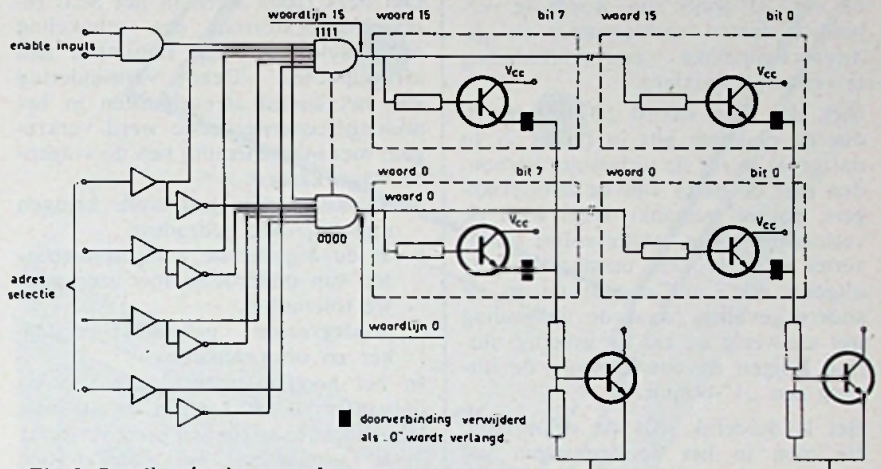 woordlijn 15
woord 15
bit 7
woord 15
bit 0
enable inputs
1111
Vcc
Vcc
woord 0
bit 7
woord 0
bit 0
woord 0
Vcc
Vcc
0000
adres
selectie
woordlijn 0
doorverbinding verwijderd
als „0" wordt verlangd.